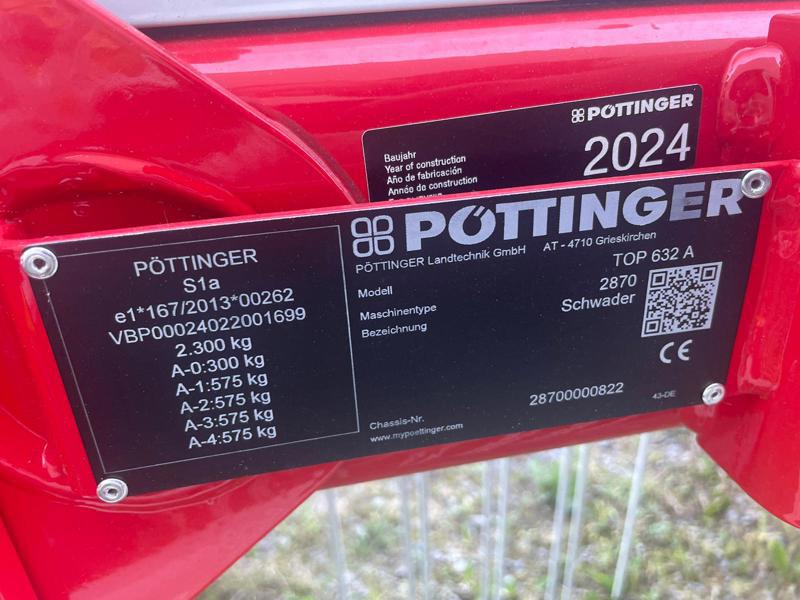 PÖTTINGER
Baujahr
Year of construction
Año de fabricación
Année de construction
2024
PÖTTINGER
S1a
e1*167/2013*00262
VBP00024022001699
2.300 kg
A-0:300 kg
A-1:575 kg
A-2:575 kg
A-3:575 kg
A-4:575 kg
PÖTTINGER
PÖTTINGER Landtechnik GmbH AT - 4710 Grieskirchen
Modell TOP 632 A
Maschinentype 2870
Bezeichnung Schwader
CE
Chassis-Nr. 28700000822
www.mypoettinger.com
43-DE